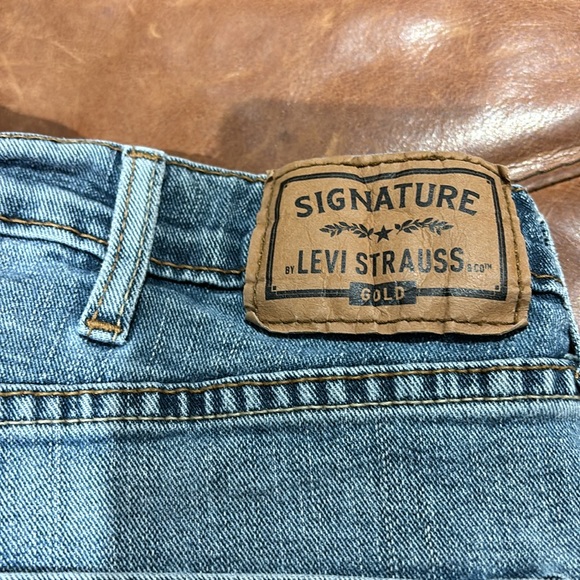 SIGNATURE
BY LEVI STRAUSS & CO™
GOLD